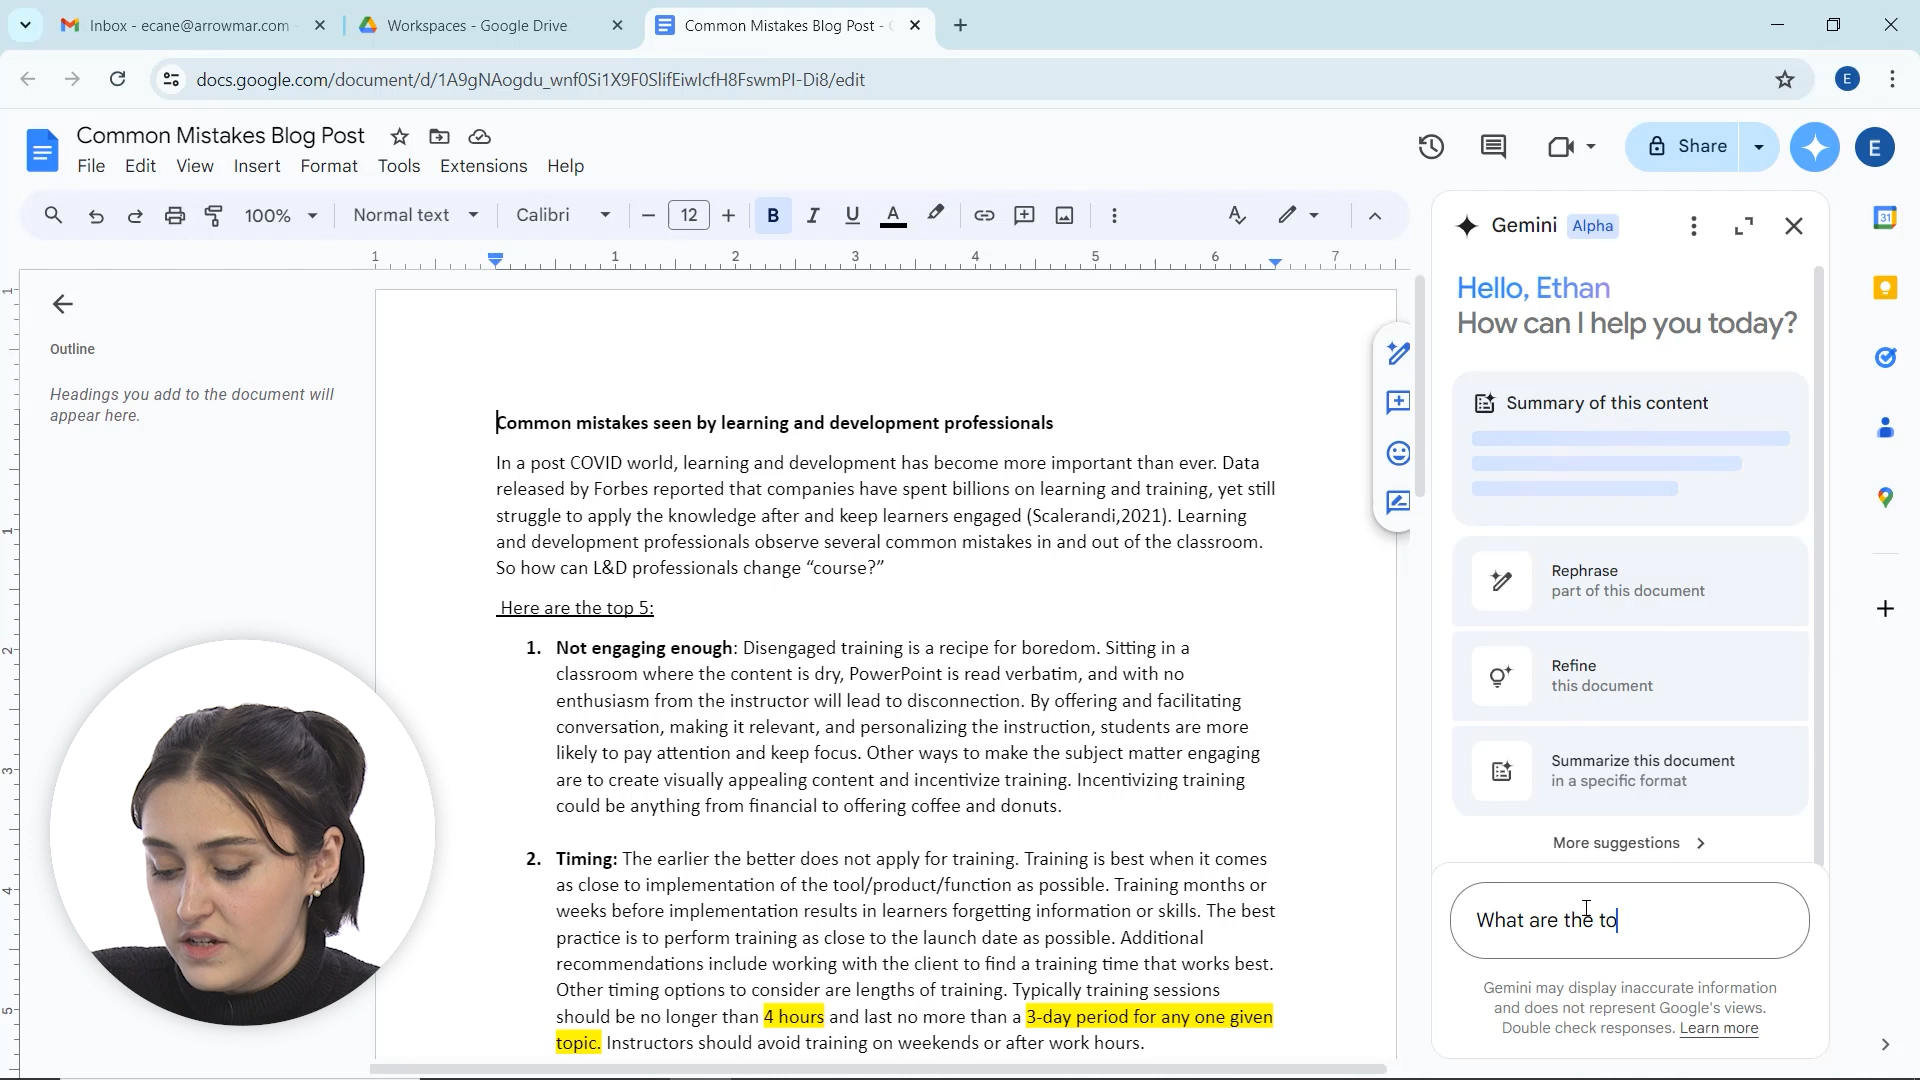 Inbox - ecane@arrowmar.com
Workspaces - Google Drive
Common Mistakes Blog Post -
docs.google.com/document/d/1A9gNAogdu_wnf0Si1X9F0SlifEiwIcfH8FswmPI-Di8/edit
E
Common Mistakes Blog Post
File Edit View Insert Format Tools Extensions Help
Share
E
100% Normal text Calibri 12 B I U A
Gemini Alpha
31
1 1 2 3 4 5 6 7
1
1
2
3
4
5
Outline
Headings you add to the document will
appear here.
Common mistakes seen by learning and development professionals
In a post COVID world, learning and development has become more important than ever. Data
released by Forbes reported that companies have spent billions on learning and training, yet still
struggle to apply the knowledge after and keep learners engaged (Scalerandi,2021). Learning
and development professionals observe several common mistakes in and out of the classroom.
So how can L&D professionals change “course?”
Here are the top 5:
1. Not engaging enough: Disengaged training is a recipe for boredom. Sitting in a
classroom where the content is dry, PowerPoint is read verbatim, and with no
enthusiasm from the instructor will lead to disconnection. By offering and facilitating
conversation, making it relevant, and personalizing the instruction, students are more
likely to pay attention and keep focus. Other ways to make the subject matter engaging
are to create visually appealing content and incentivize training. Incentivizing training
could be anything from financial to offering coffee and donuts.
2. Timing: The earlier the better does not apply for training. Training is best when it comes
as close to implementation of the tool/product/function as possible. Training months or
weeks before implementation results in learners forgetting information or skills. The best
practice is to perform training as close to the launch date as possible. Additional
recommendations include working with the client to find a training time that works best.
Other timing options to consider are lengths of training. Typically training sessions
should be no longer than 4 hours and last no more than a 3-day period for any one given
topic. Instructors should avoid training on weekends or after work hours.
Hello, Ethan
How can I help you today?
Summary of this content
Rephrase
part of this document
Refine
this document
Summarize this document
in a specific format
More suggestions
What are the to
Gemini may display inaccurate information
and does not represent Google's views.
Double check responses. Learn more